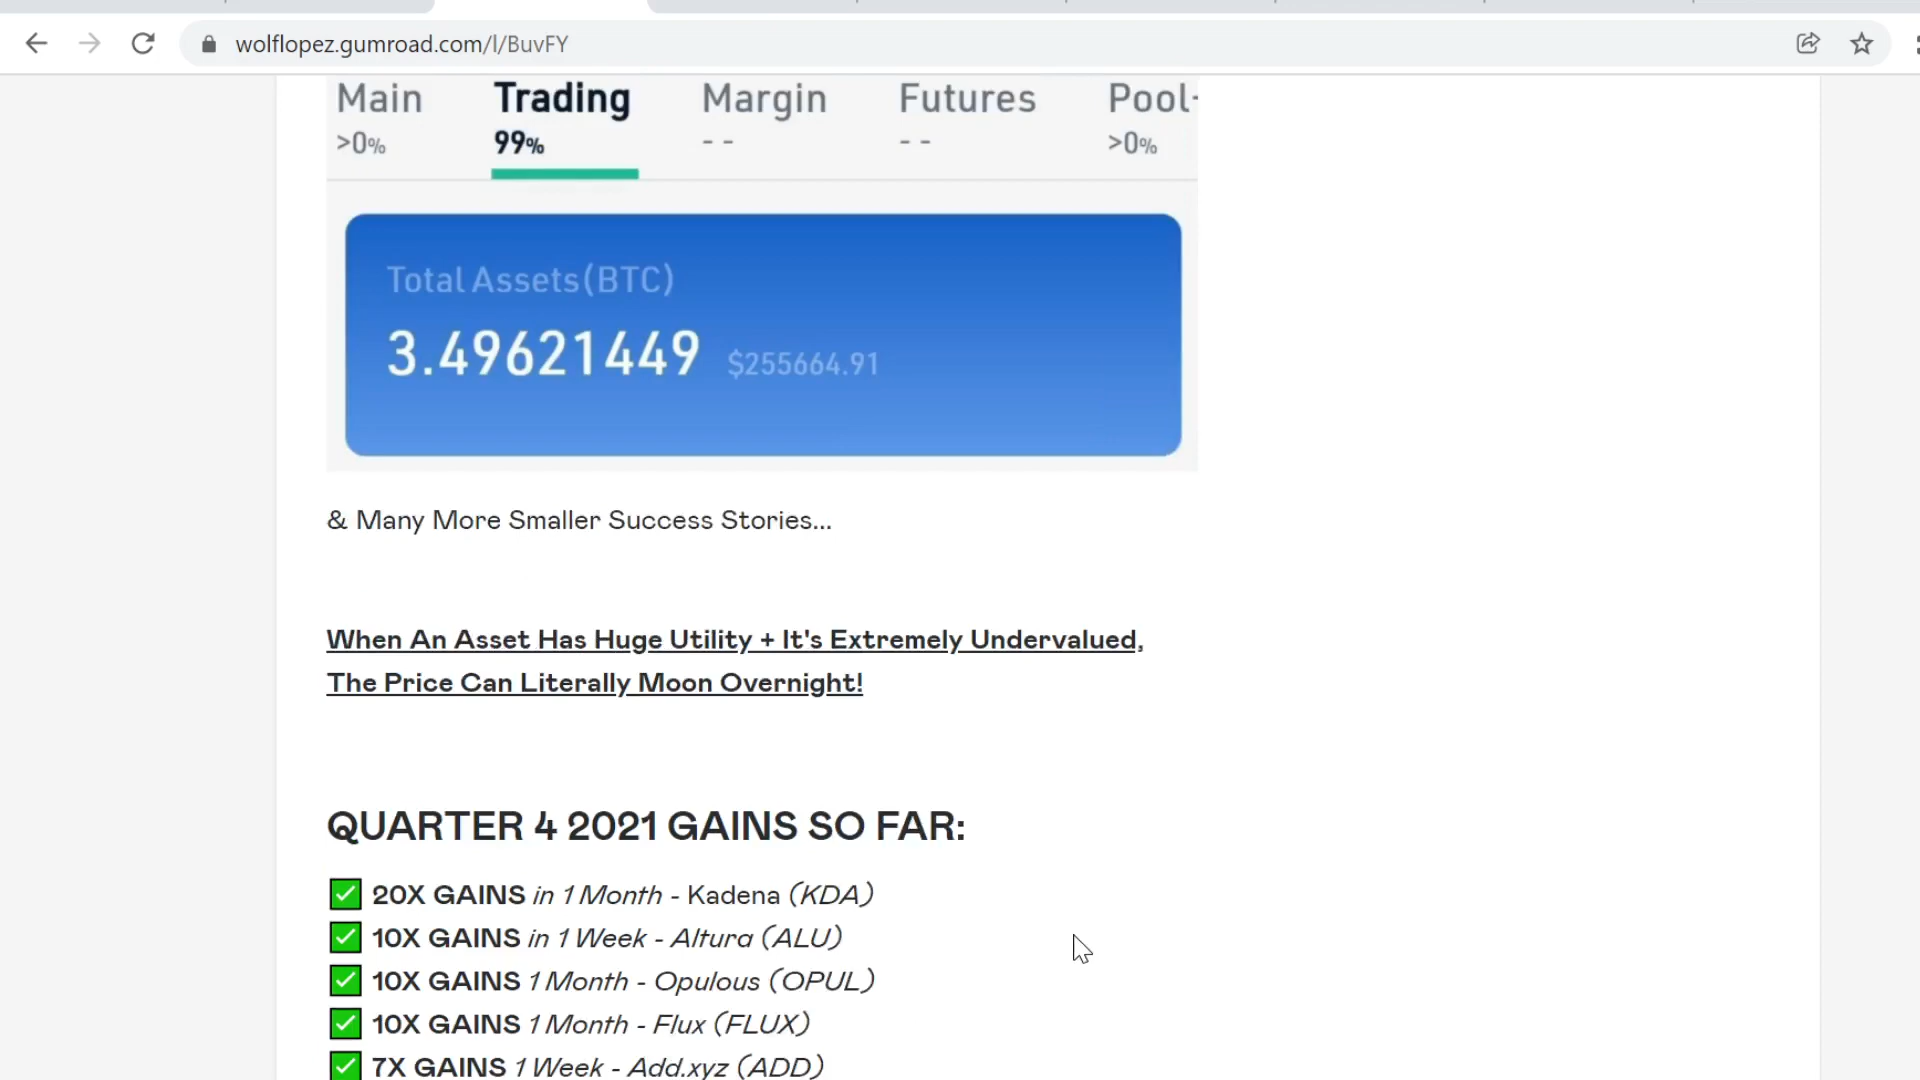 wolflopez.gumroad.com/l/BuvFY
Main Trading Margin Futures Pool-
>0% 99% - - - - >0%
Total Assets(BTC)
3.49621449 $255664.91
& Many More Smaller Success Stories...
When An Asset Has Huge Utility + It's Extremely Undervalued,
The Price Can Literally Moon Overnight!
QUARTER 4 2021 GAINS SO FAR:
✅ 20X GAINS in 1 Month - Kadena (KDA)
✅ 10X GAINS in 1 Week - Altura (ALU)
✅ 10X GAINS 1 Month - Opulous (OPUL)
✅ 10X GAINS 1 Month - Flux (FLUX)
✅ 7X GAINS 1 Week - Add.xyz (ADD)